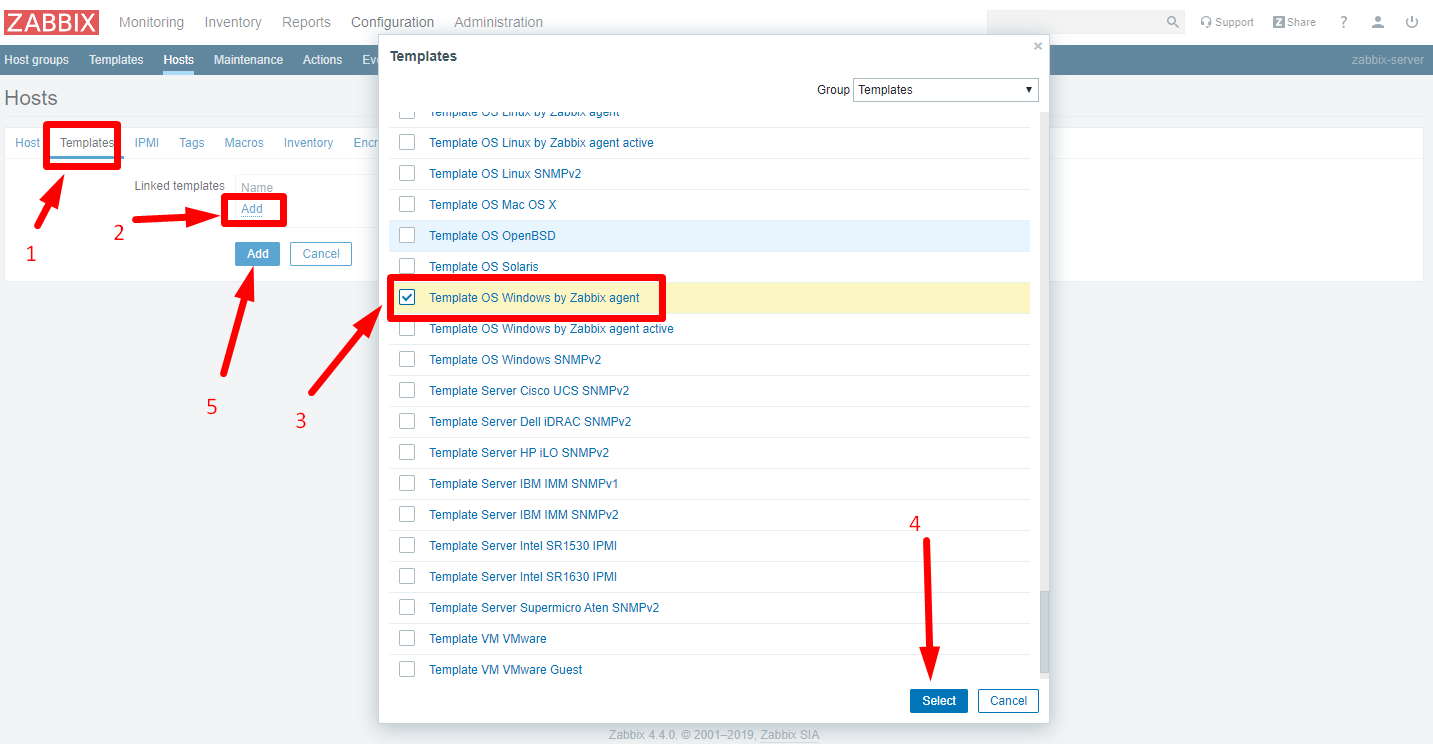 ZABBIX Monitoring Inventory Reports Configuration Administration Support Z Share ?
Host groups Templates Hosts Maintenance Actions Eve zabbix-server
Hosts
Host Templates IPMI Tags Macros Inventory Encr
Linked templates Name
Add
Add Cancel
1
2
5
3
4
Templates ×
Group Templates
Template OS Linux by Zabbix agent
Template OS Linux by Zabbix agent active
Template OS Linux SNMPv2
Template OS Mac OS X
Template OS OpenBSD
Template OS Solaris
Template OS Windows by Zabbix agent
Template OS Windows by Zabbix agent active
Template OS Windows SNMPv2
Template Server Cisco UCS SNMPv2
Template Server Dell iDRAC SNMPv2
Template Server HP iLO SNMPv2
Template Server IBM IMM SNMPv1
Template Server IBM IMM SNMPv2
Template Server Intel SR1530 IPMI
Template Server Intel SR1630 IPMI
Template Server Supermicro Aten SNMPv2
Template VM VMware
Template VM VMware Guest
Select Cancel
Zabbix 4.4.0. © 2001–2019, Zabbix SIA